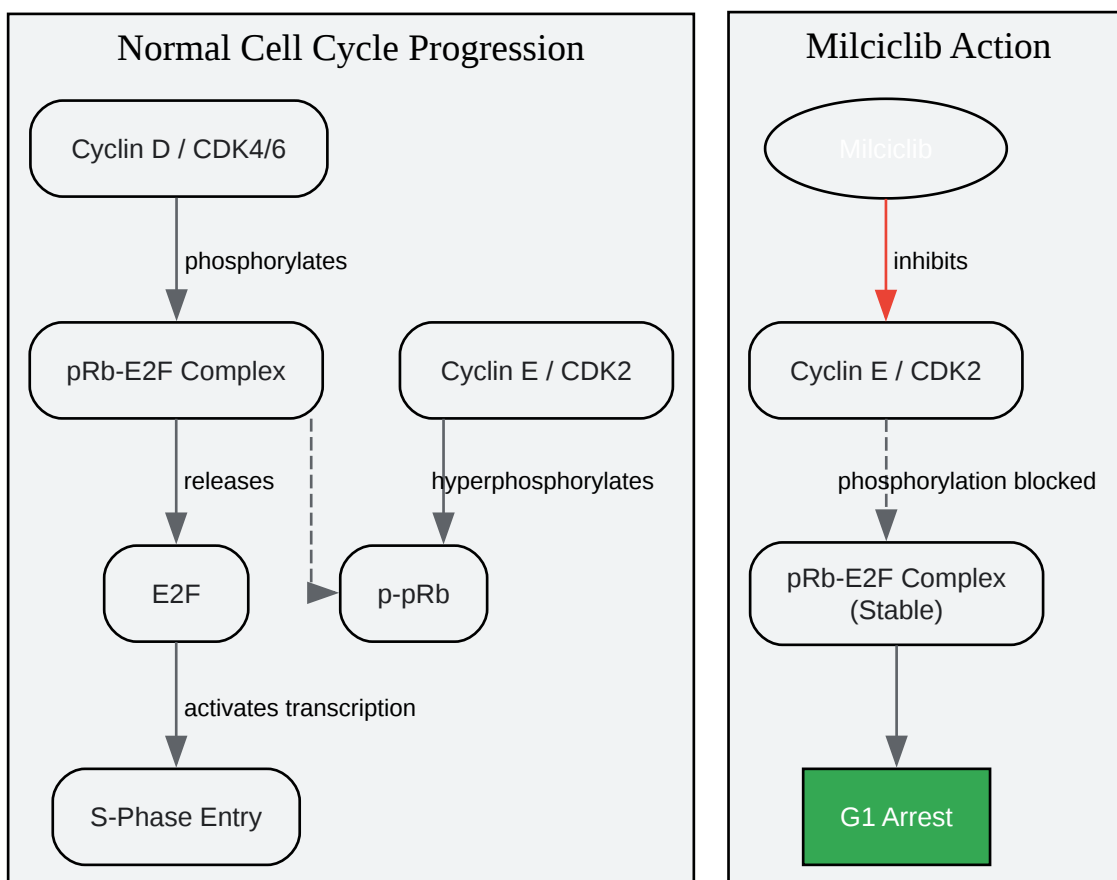 Normal Cell Cycle Progression
Cyclin D / CDK4/6
phosphorylates
pRb-E2F Complex
Cyclin E / CDK2
releases
hyperphosphorylates
E2F
p-pRb
activates transcription
S-Phase Entry
Milciclib Action
Milciclib
inhibits
Cyclin E / CDK2
phosphorylation blocked
pRb-E2F Complex
(Stable)
G1 Arrest